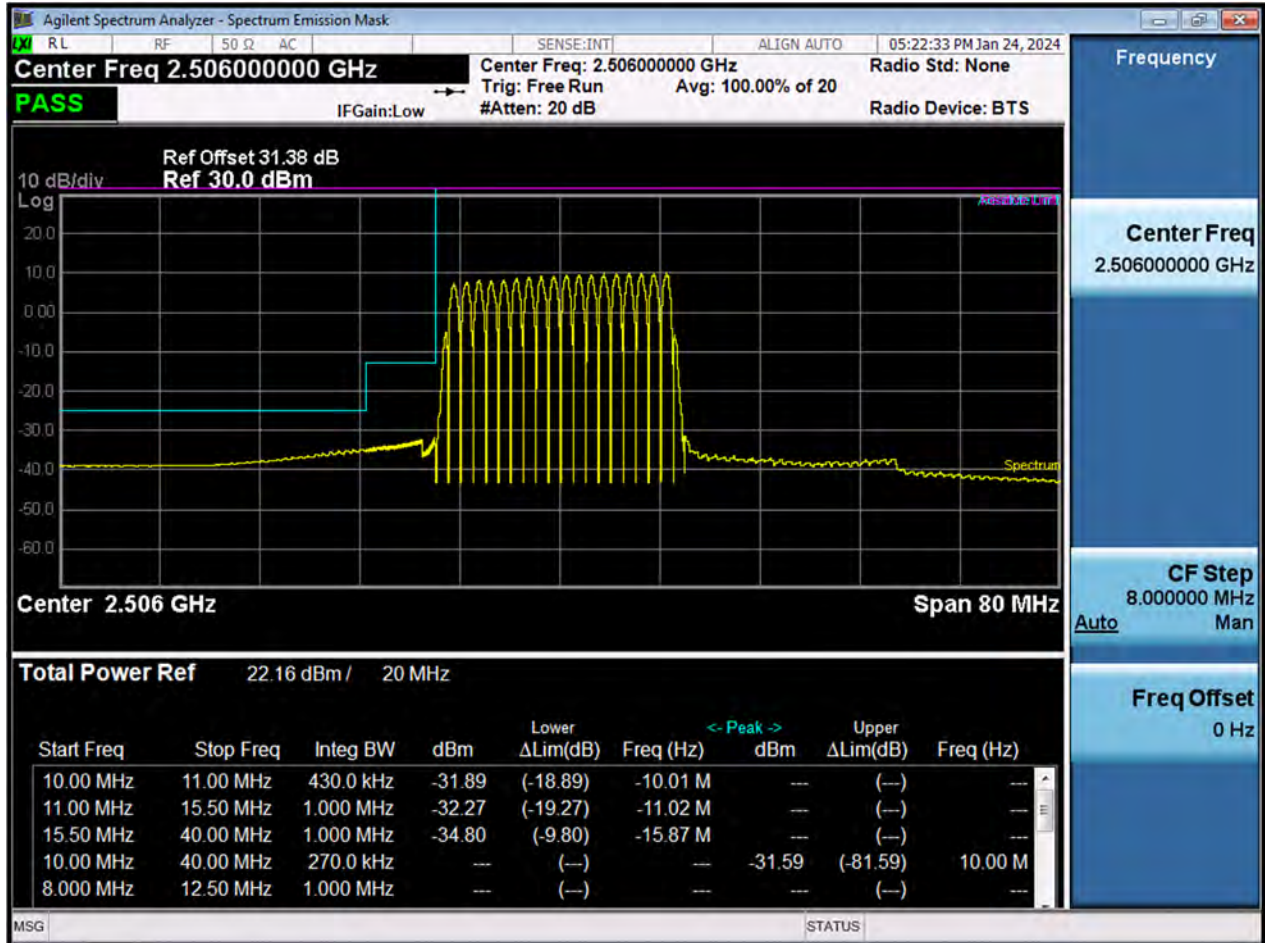 Agilent Spectrum Analyzer - Spectrum Emission Mask
LXI RL RF 50 Ω AC SENSE:INT ALIGN AUTO 05:22:33 PM Jan 24, 2024
Center Freq 2.506000000 GHz Center Freq: 2.506000000 GHz Radio Std: None
Trig: Free Run Avg: 100.00% of 20
PASS IFGain:Low #Atten: 20 dB Radio Device: BTS
Ref Offset 31.38 dB
10 dB/div Ref 30.0 dBm
Log
Absolute Limit
20.0
10.0
0.00
-10.0
-20.0
-30.0
-40.0
Spectrum
-50.0
-60.0
Center 2.506 GHz Span 80 MHz
Total Power Ref 22.16 dBm / 20 MHz
Lower <- Peak -> Upper
Start Freq Stop Freq Integ BW dBm ΔLim(dB) Freq (Hz) dBm ΔLim(dB) Freq (Hz)
10.00 MHz 11.00 MHz 430.0 kHz -31.89 (-18.89) -10.01 M --- (---) ---
11.00 MHz 15.50 MHz 1.000 MHz -32.27 (-19.27) -11.02 M --- (---) ---
15.50 MHz 40.00 MHz 1.000 MHz -34.80 (-9.80) -15.87 M --- (---) ---
10.00 MHz 40.00 MHz 270.0 kHz --- (---) --- -31.59 (-81.59) 10.00 M
8.000 MHz 12.50 MHz 1.000 MHz --- (---) --- --- (---) ---
MSG STATUS
Frequency
Center Freq
2.506000000 GHz
CF Step
8.000000 MHz
Auto Man
Freq Offset
0 Hz